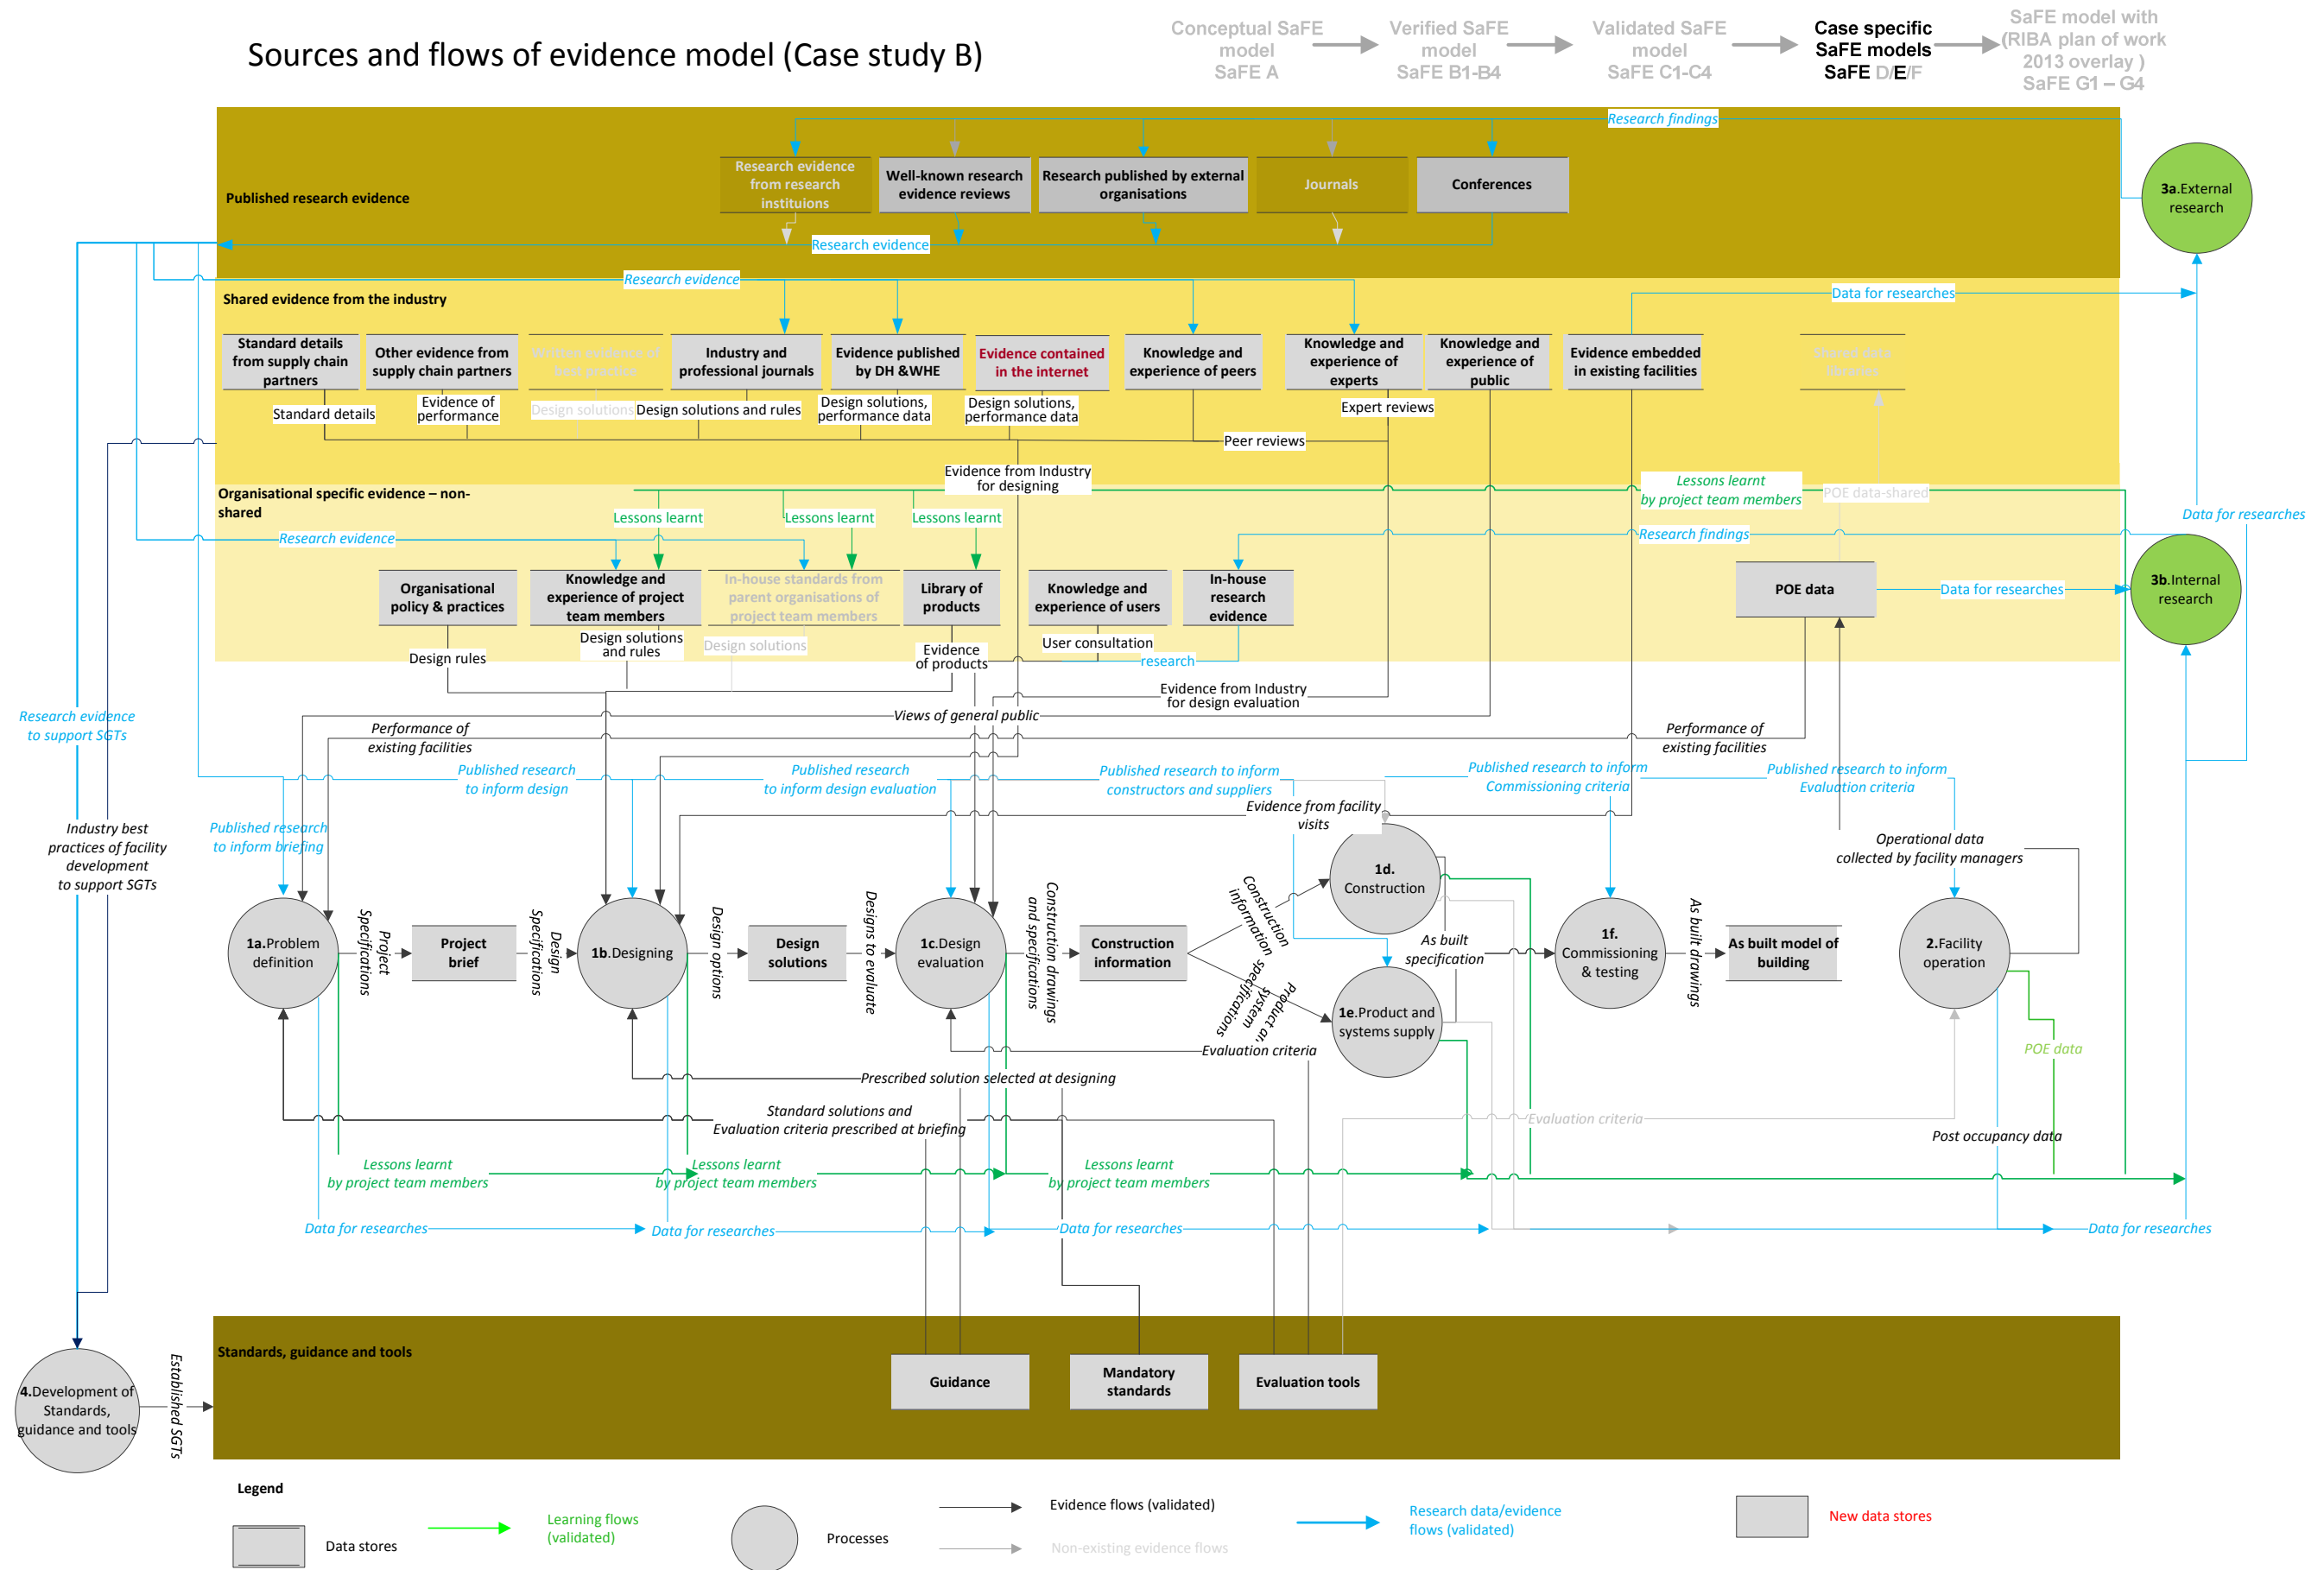 Sources and flows of evidence model (Case study B)
Conceptual SaFE
model
SaFE A
Verified SaFE
model
SaFE B1-B4
Validated SaFE
model
SaFE C1-C4
Case specific
SaFE models
SaFE D/E/F
SaFE model with
(RIBA plan of work
2013 overlay )
SaFE G1 – G4
Research findings
Published research evidence
Research evidence
from research
instituions
Well-known research
evidence reviews
Research published by external
organisations
Journals
Conferences
3a.External
research
Research evidence
Research evidence
Shared evidence from the industry
Data for researches
Standard details
from supply chain
partners
Other evidence from
supply chain partners
Written evidence of
best practice
Industry and
professional journals
Evidence published
by DH &WHE
Evidence contained
in the internet
Knowledge and
experience of peers
Knowledge and
experience of
experts
Knowledge and
experience of
public
Evidence embedded
in existing facilities
Shared data
libraries
Standard details
Evidence of
performance
Design solutions
Design solutions and rules
Design solutions,
performance data
Design solutions,
performance data
Expert reviews
Peer reviews
Evidence from Industry
for designing
Organisational specific evidence – non-
shared
Lessons learnt
by project team members
POE data-shared
Lessons learnt
Lessons learnt
Lessons learnt
Data for researches
Research evidence
Research findings
Organisational
policy & practices
Knowledge and
experience of project
team members
In-house standards from
parent organisations of
project team members
Library of
products
Knowledge and
experience of users
In-house
research
evidence
POE data
Data for researches
3b.Internal
research
Design rules
Design solutions
and rules
Design solutions
Evidence
of products
User consultation
research
Evidence from Industry
for design evaluation
Views of general public
Research evidence
to support SGTs
Performance of
existing facilities
Performance of
existing facilities
Published research
to inform design
Published research
to inform design evaluation
Published research to inform
constructors and suppliers
Published research to inform
Commissioning criteria
Published research to inform
Evaluation criteria
Evidence from facility
visits
Industry best
practices of facility
development
to support SGTs
Published research
to inform briefing
Operational data
collected by facility managers
1a.Problem
definition
Project
Specifications
Project
brief
Design
Specifications
1b.Designing
Design options
Design
solutions
Designs to evaluate
1c.Design
evaluation
Construction drawings
and specifications
Construction
information
Construction
information
Product an
system
specifications
1d.
Construction
1e.Product and
systems supply
As built
specification
1f.
Commissioning
& testing
As built drawings
As built model of
building
2.Facility
operation
Evaluation criteria
POE data
Prescribed solution selected at designing
Standard solutions and
Evaluation criteria prescribed at briefing
Evaluation criteria
Post occupancy data
Lessons learnt
by project team members
Lessons learnt
by project team members
Lessons learnt
by project team members
Data for researches
Data for researches
Data for researches
Data for researches
Standards, guidance and tools
Guidance
Mandatory
standards
Evaluation tools
4.Development of
Standards,
guidance and tools
Established SGTs
Legend
Data stores
Learning flows
(validated)
Processes
Evidence flows (validated)
Non-existing evidence flows
Research data/evidence
flows (validated)
New data stores